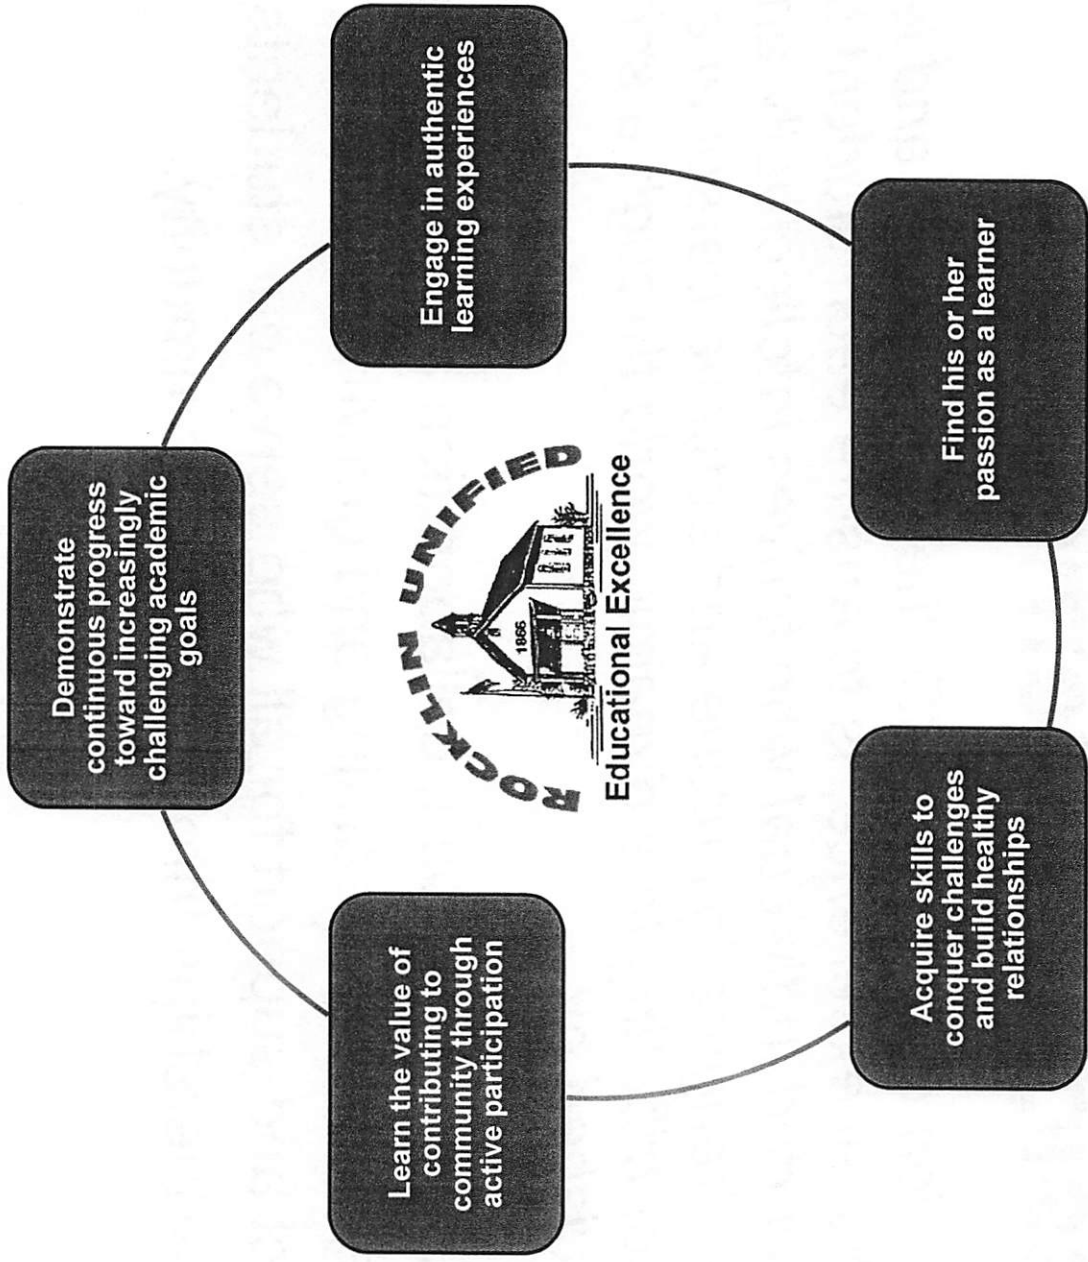 Demonstrate
continuous progress
toward increasingly
challenging academic
goals
Engage in authentic
learning experiences
Find his or her
passion as a learner
Acquire skills to
conquer challenges
and build healthy
relationships
Learn the value of
contributing to
community through
active participation
ROCKLIN UNIFIED
1866
Educational Excellence